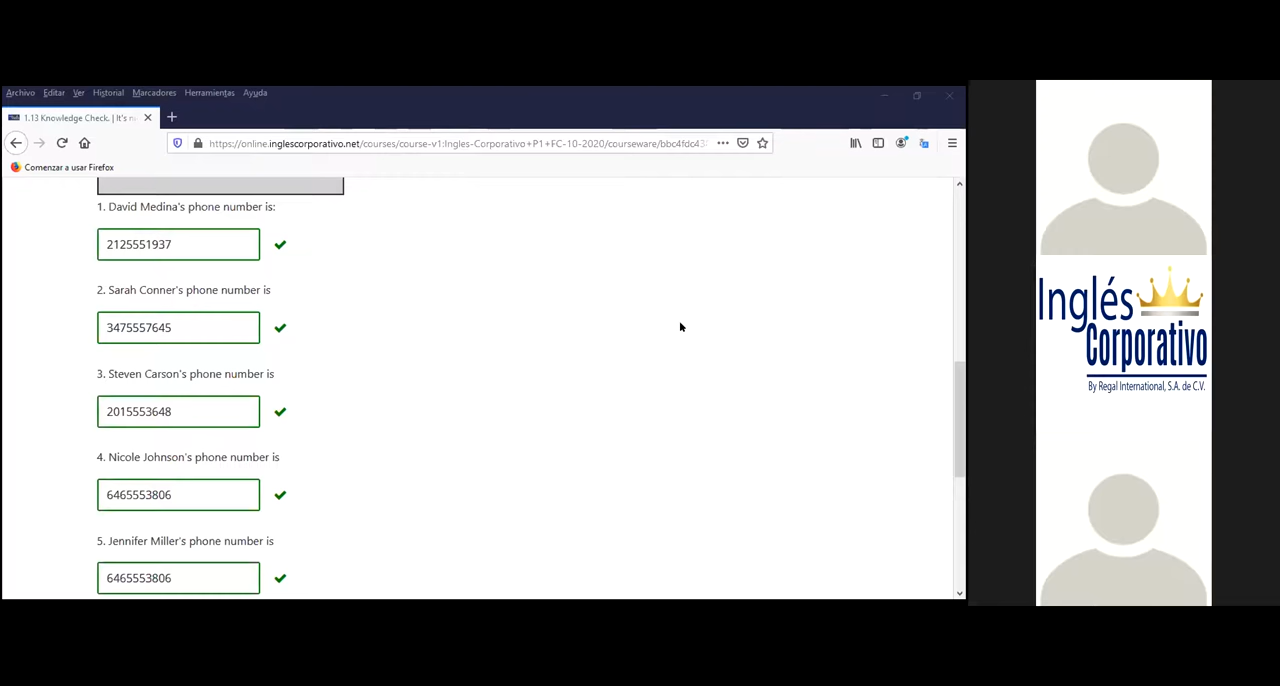 Archivo Editar Ver Historial Marcadores Herramientas Ayuda
1.13 Knowledge Check. | It's n
https://online.inglescorporativo.net/courses/course-v1:Ingles-Corporativo+P1+FC-10-2020/courseware/bbc4fdc43
Comenzar a usar Firefox
1. David Medina's phone number is:
2125551937
2. Sarah Conner's phone number is
3475557645
3. Steven Carson's phone number is
2015553648
4. Nicole Johnson's phone number is
6465553806
5. Jennifer Miller's phone number is
6465553806
Inglés
Corporativo
By Regal International, S.A. de C.V.